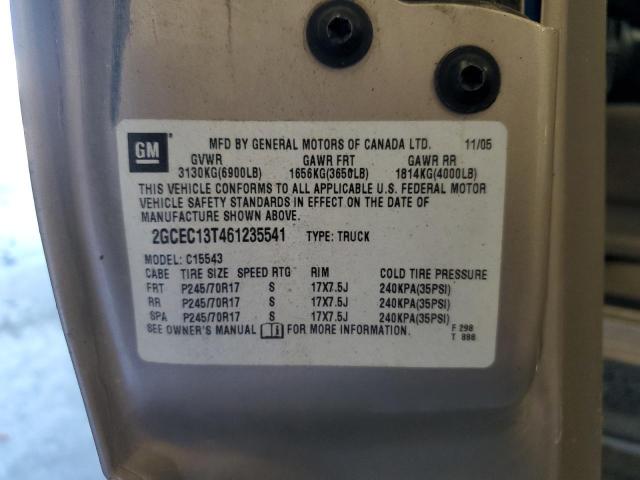 GM MFD BY GENERAL MOTORS OF CANADA LTD. 11/05
GVWR GAWR FRT GAWR RR
3130KG(6900LB) 1656KG(3650LB) 1814KG(4000LB)
THIS VEHICLE CONFORMS TO ALL APPLICABLE U.S. FEDERAL MOTOR
VEHICLE SAFETY STANDARDS IN EFFECT ON THE DATE OF
MANUFACTURE SHOWN ABOVE.
2GCEC13T461235541 TYPE: TRUCK
MODEL: C15543
CABE TIRE SIZE SPEED RTG RIM COLD TIRE PRESSURE
FRT P245/70R17 S 17X7.5J 240KPA(35PSI)
RR P245/70R17 S 17X7.5J 240KPA(35PSI)
SPA P245/70R17 S 17X7.5J 240KPA(35PSI)
SEE OWNER'S MANUAL FOR MORE INFORMATION.
F 298
T 886